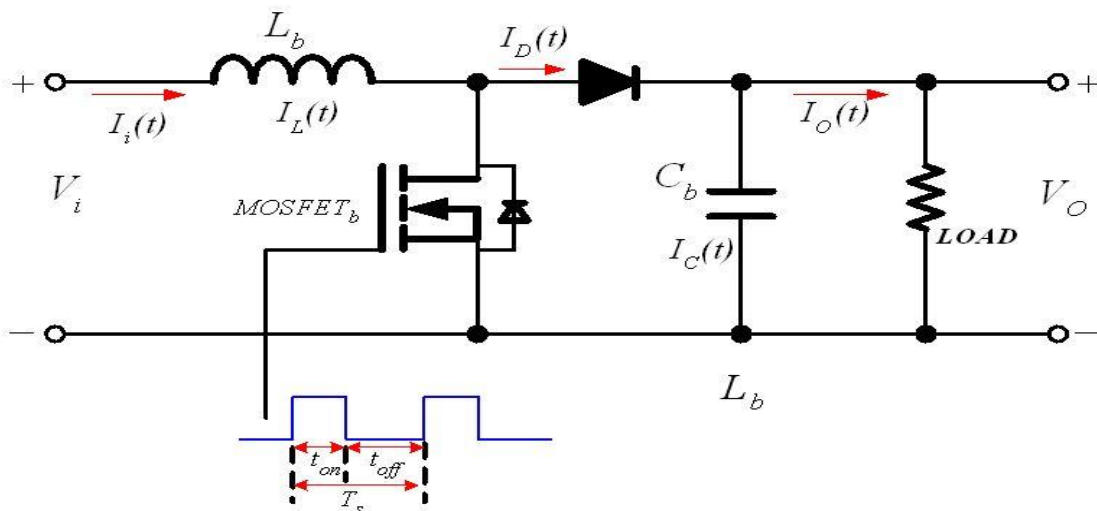 L_b
I_D(t)
+
+
I_i(t)
I_L(t)
I_O(t)
V_i
MOSFET_b
C_b
V_O
LOAD
I_C(t)
−
−
L_b
t_on
t_off
T_s